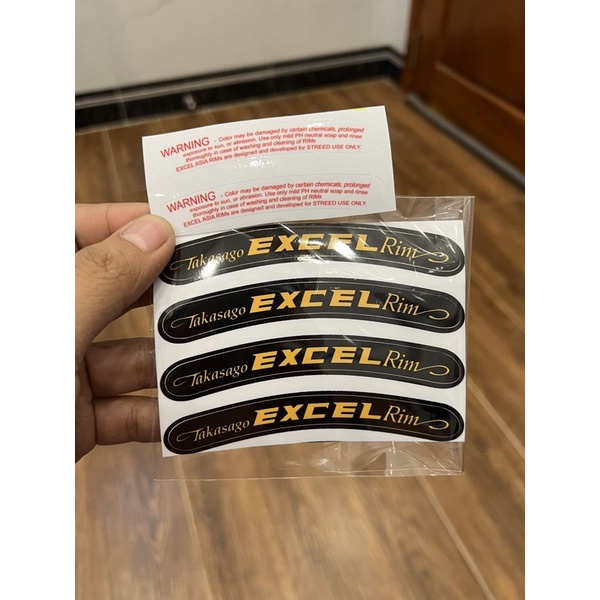 WARNING - Color may be damaged by certain chemicals, prolonged
exposure to sun, or abrasion. Use only mild PH neutral soap and rinse
thoroughly in case of washing and cleaning of RIMs
EXCEL ASIA RIMs are designed and developed for STREED USE ONLY.
WARNING - Color may be damaged by certain chemicals, prolonged
exposure to sun, or abrasion. Use only mild PH neutral soap and rinse
thoroughly in case of washing and cleaning of RIMs
EXCEL ASIA RIMs are designed and developed for STREED USE ONLY.
Takasago EXCEL Rim
Takasago EXCEL Rim
Takasago EXCEL Rim
Takasago EXCEL Rim